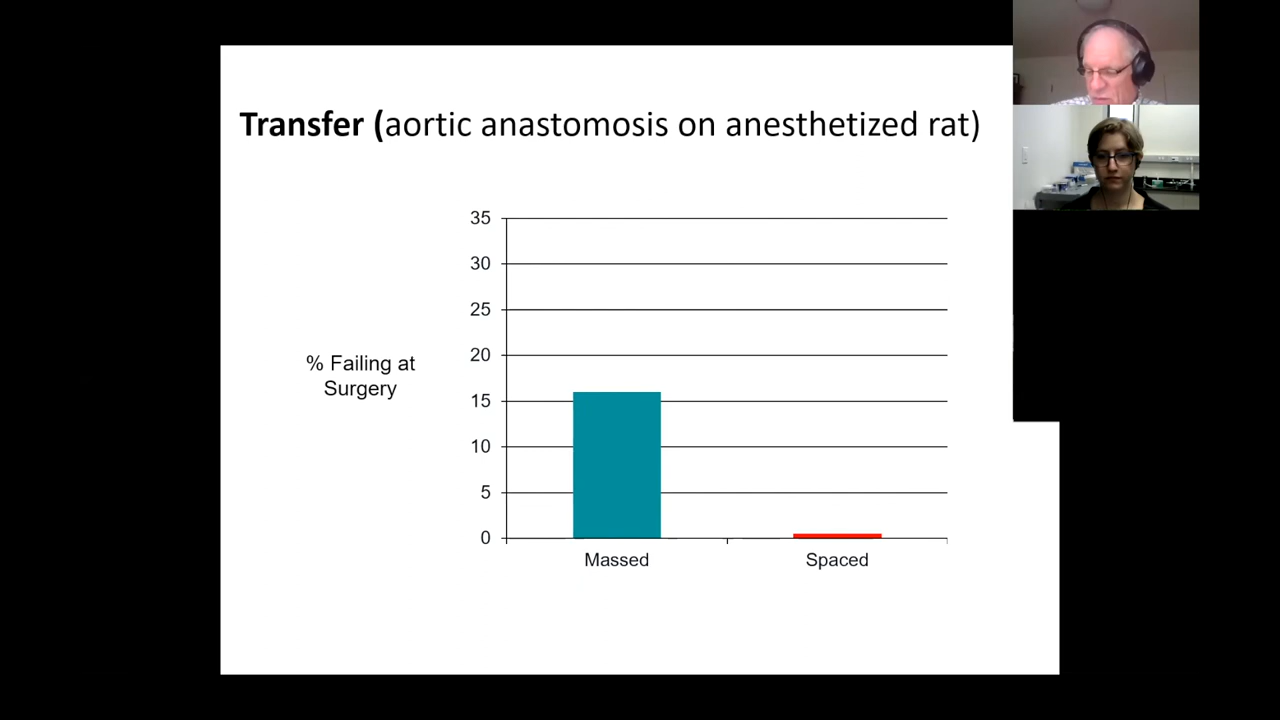 Transfer (aortic anastomosis on anesthetized rat)
35
30
25
20
15
10
5
0
% Failing at
Surgery
Massed
Spaced